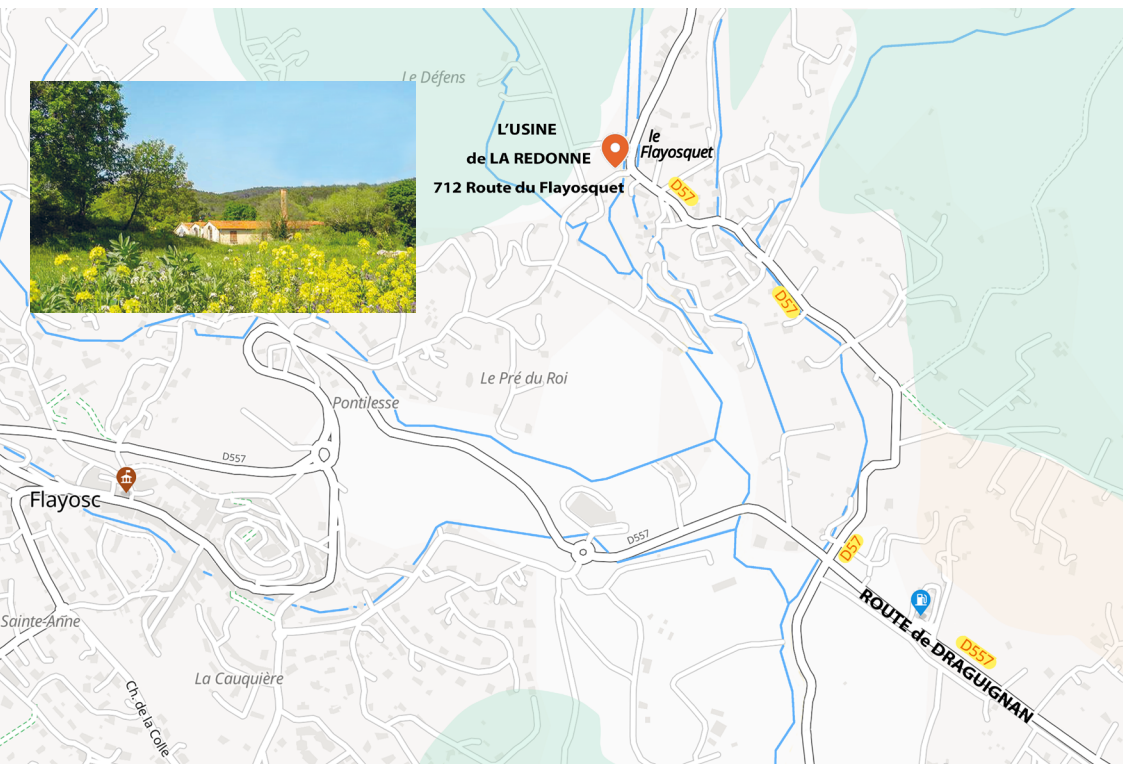 Le Défens
L'USINE
de LA REDONNE
712 Route du Flayosquet
le
Flayosquet
D57
D57
Le Pré du Roi
Pontilesse
D557
Flayosc
D557
D57
ROUTE de DRAGUIGNAN
D557
Sainte-Anne
La Cauquière
Ch. de la Colle